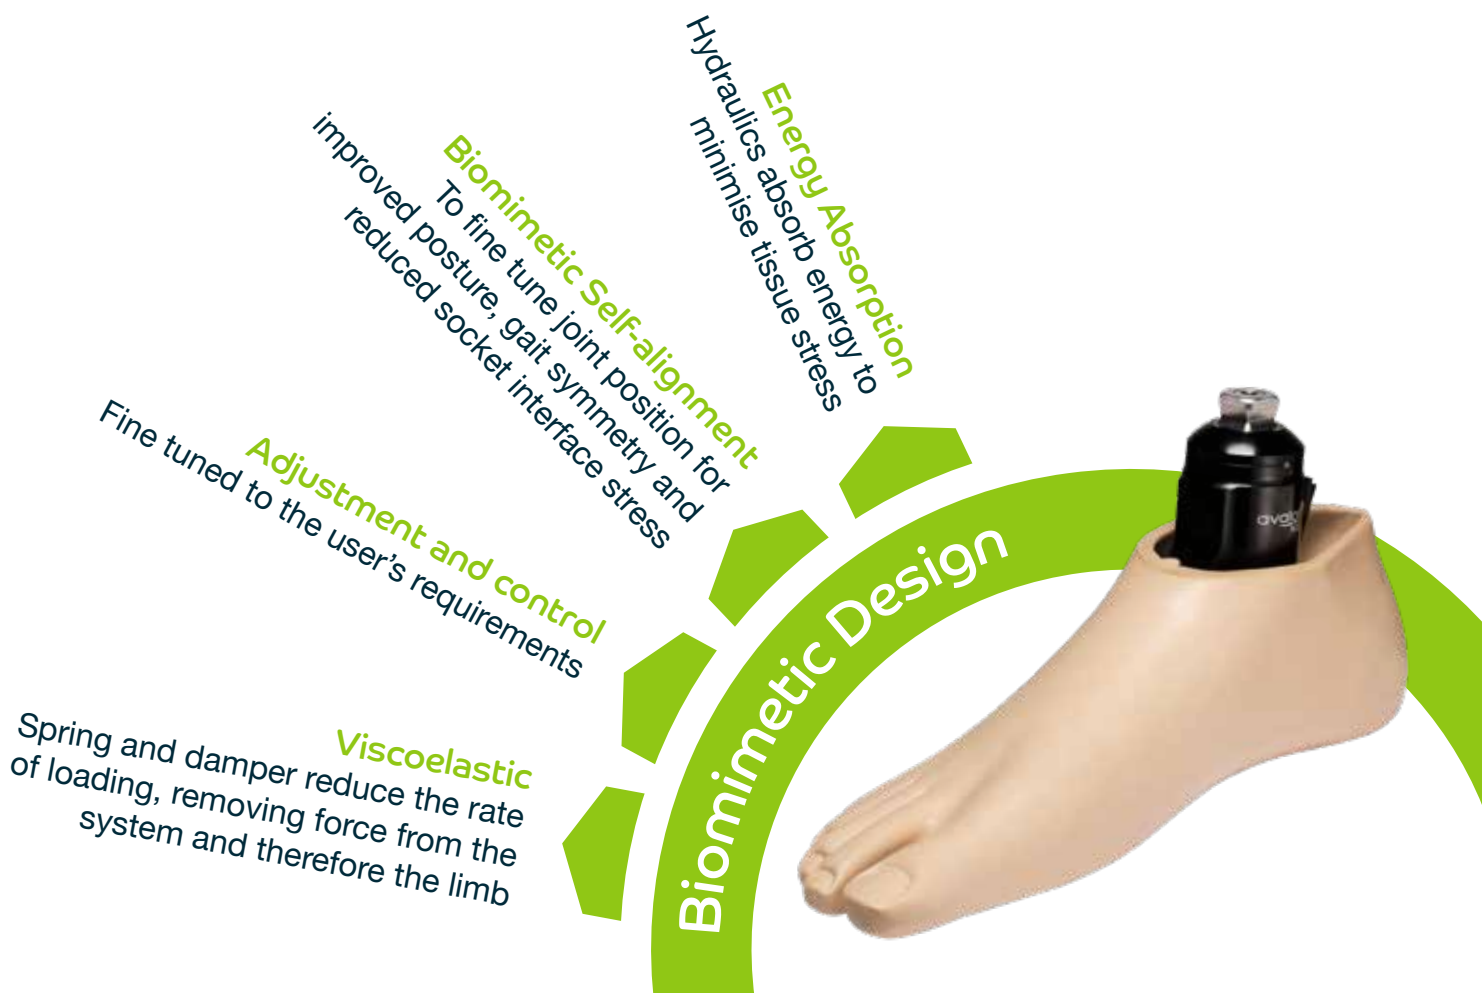 Energy Absorption
Hydraulics absorb energy to
minimise tissue stress
Biomimetic Self-alignment
To fine tune joint position for
improved posture, gait symmetry and
reduced socket interface stress
Adjustment and control
Fine tuned to the user's requirements
Viscoelastic
Spring and damper reduce the rate
of loading, removing force from the
system and therefore the limb
Biomimetic Design